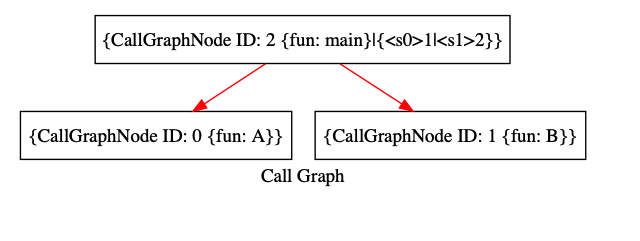 {CallGraphNode ID: 2 {fun: main}|{<s0>1|<s1>2}}
{CallGraphNode ID: 0 {fun: A}}
{CallGraphNode ID: 1 {fun: B}}
Call Graph